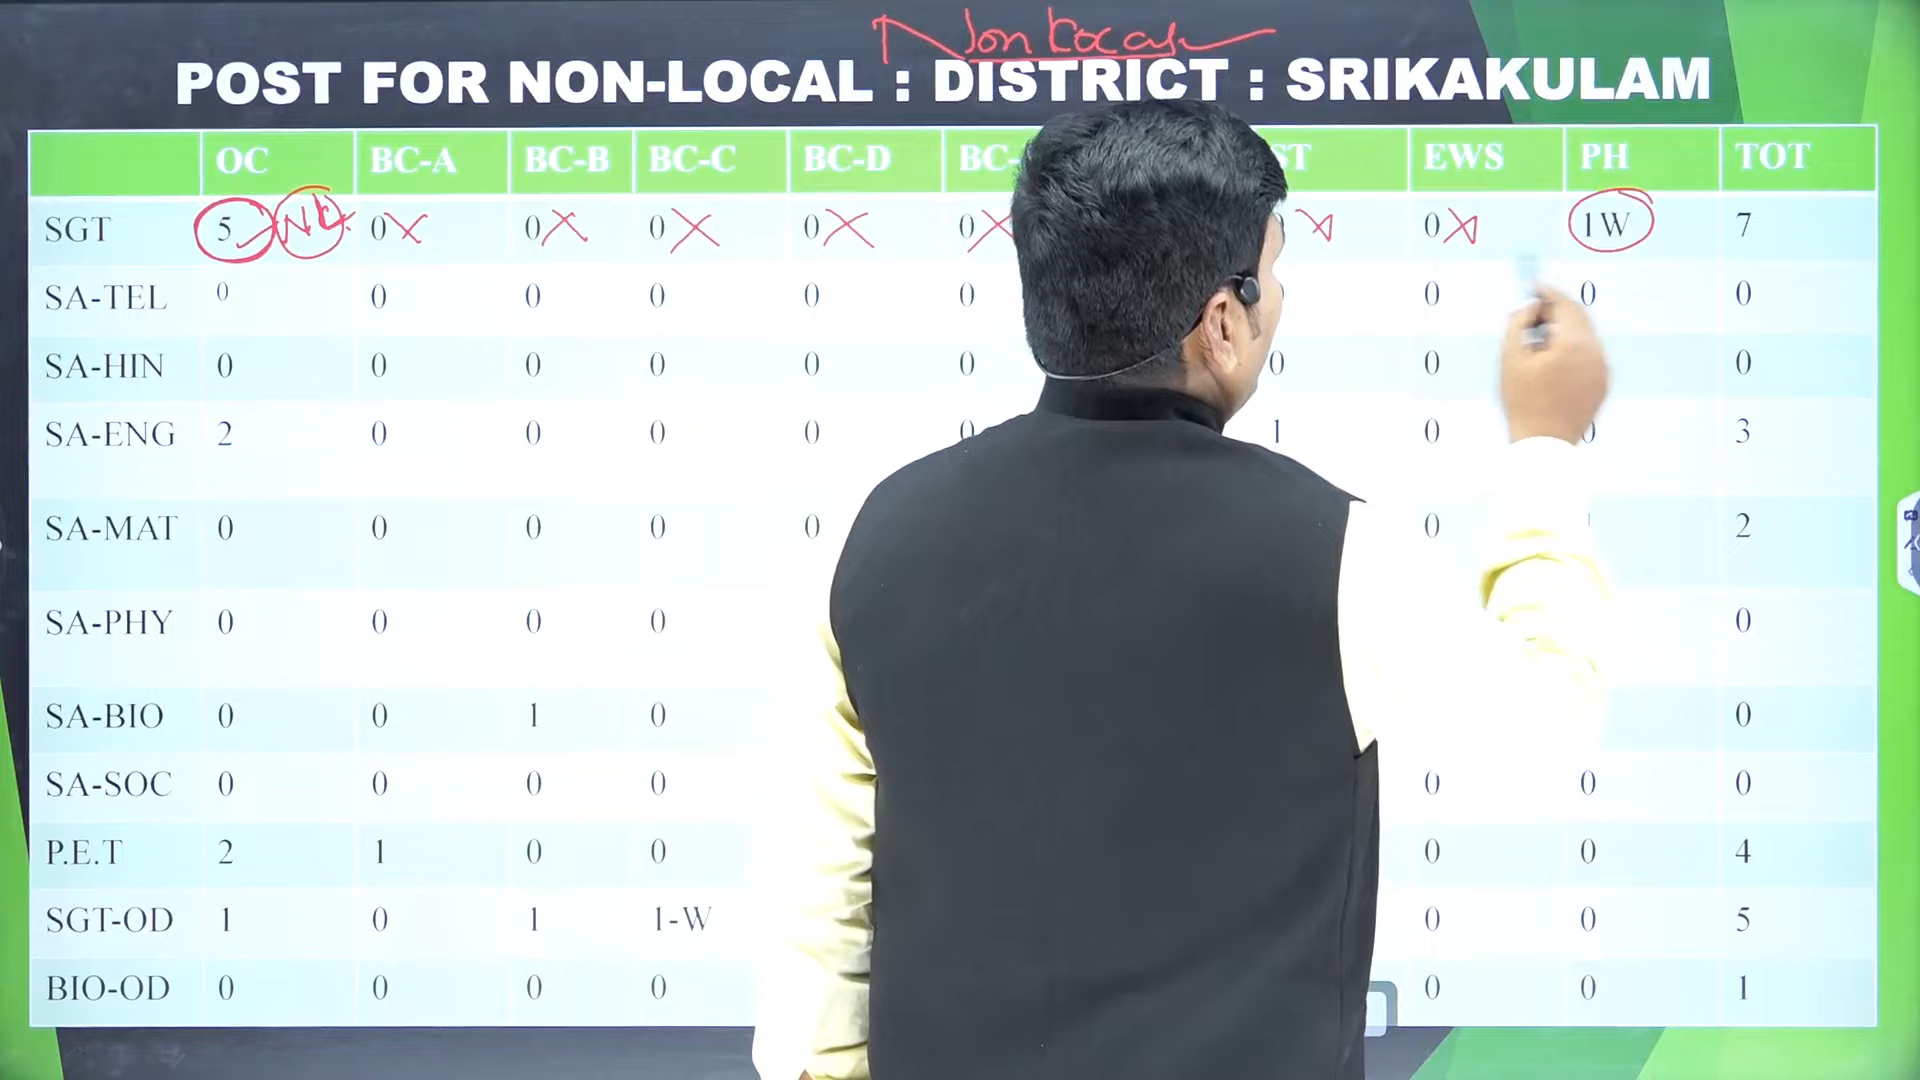 Non Local
POST FOR NON-LOCAL : DISTRICT : SRIKAKULAM
OC BC-A BC-B BC-C BC-D BC- ST EWS PH TOT
SGT 5 NL 0 0 0 0 0 0 1W 7
SA-TEL 0 0 0 0 0 0 0 0 0
SA-HIN 0 0 0 0 0 0 0 0 0
SA-ENG 2 0 0 0 0 0 1 0 0 3
SA-MAT 0 0 0 0 0 0 2
SA-PHY 0 0 0 0 0
SA-BIO 0 0 1 0 0
SA-SOC 0 0 0 0 0 0 0
P.E.T 2 1 0 0 0 0 4
SGT-OD 1 0 1 1-W 0 0 5
BIO-OD 0 0 0 0 0 0 1